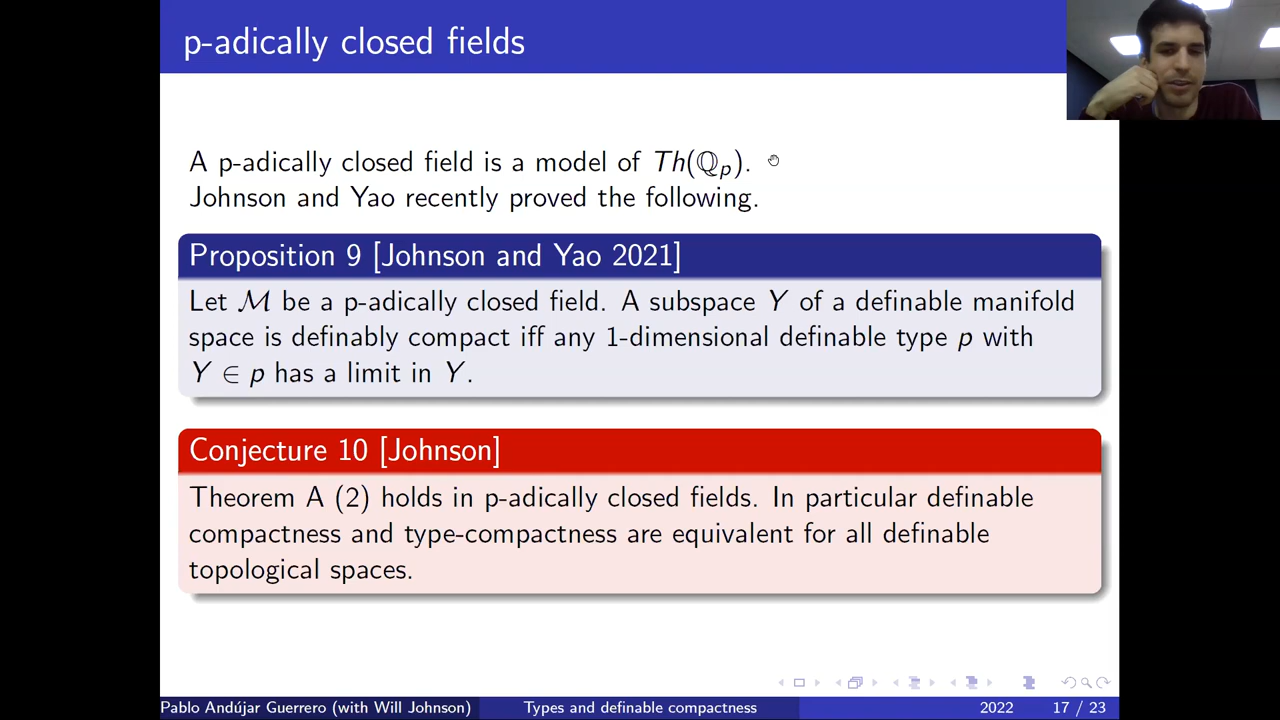 p-adically closed fields
A p-adically closed field is a model of Th(ℚₚ).
Johnson and Yao recently proved the following.
Proposition 9 [Johnson and Yao 2021]
Let ℳ be a p-adically closed field. A subspace Y of a definable manifold
space is definably compact iff any 1-dimensional definable type p with
Y ∈ p has a limit in Y.
Conjecture 10 [Johnson]
Theorem A (2) holds in p-adically closed fields. In particular definable
compactness and type-compactness are equivalent for all definable
topological spaces.
Pablo Andújar Guerrero (with Will Johnson) Types and definable compactness 2022 17 / 23